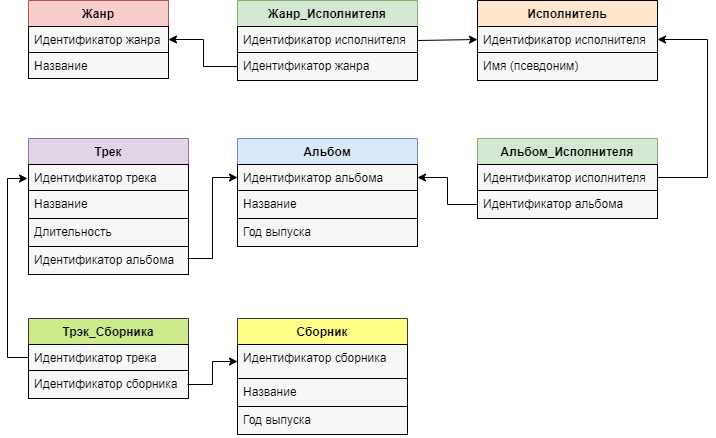 Жанр
Идентификатор жанра
Название
Жанр_Исполнителя
Идентификатор исполнителя
Идентификатор жанра
Исполнитель
Идентификатор исполнителя
Имя (псевдоним)
Трек
Идентификатор трека
Название
Длительность
Идентификатор альбома
Альбом
Идентификатор альбома
Название
Год выпуска
Альбом_Исполнителя
Идентификатор исполнителя
Идентификатор альбома
Трэк_Сборника
Идентификатор трека
Идентификатор сборника
Сборник
Идентификатор сборника
Название
Год выпуска